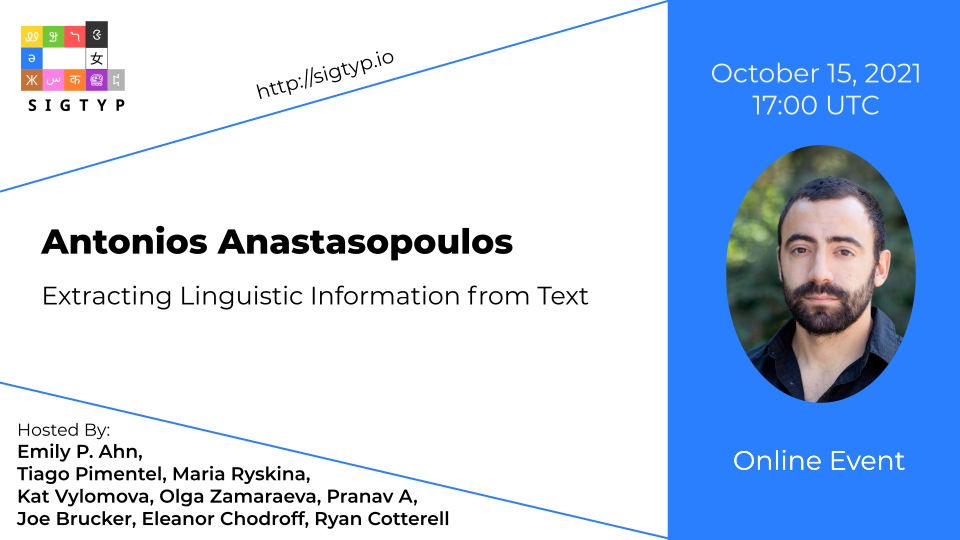 SIGTYP
http://sigtyp.io
October 15, 2021
17:00 UTC
Antonios Anastasopoulos
Extracting Linguistic Information from Text
Hosted By:
Emily P. Ahn,
Tiago Pimentel, Maria Ryskina,
Kat Vylomova, Olga Zamaraeva, Pranav A,
Joe Brucker, Eleanor Chodroff, Ryan Cotterell
Online Event